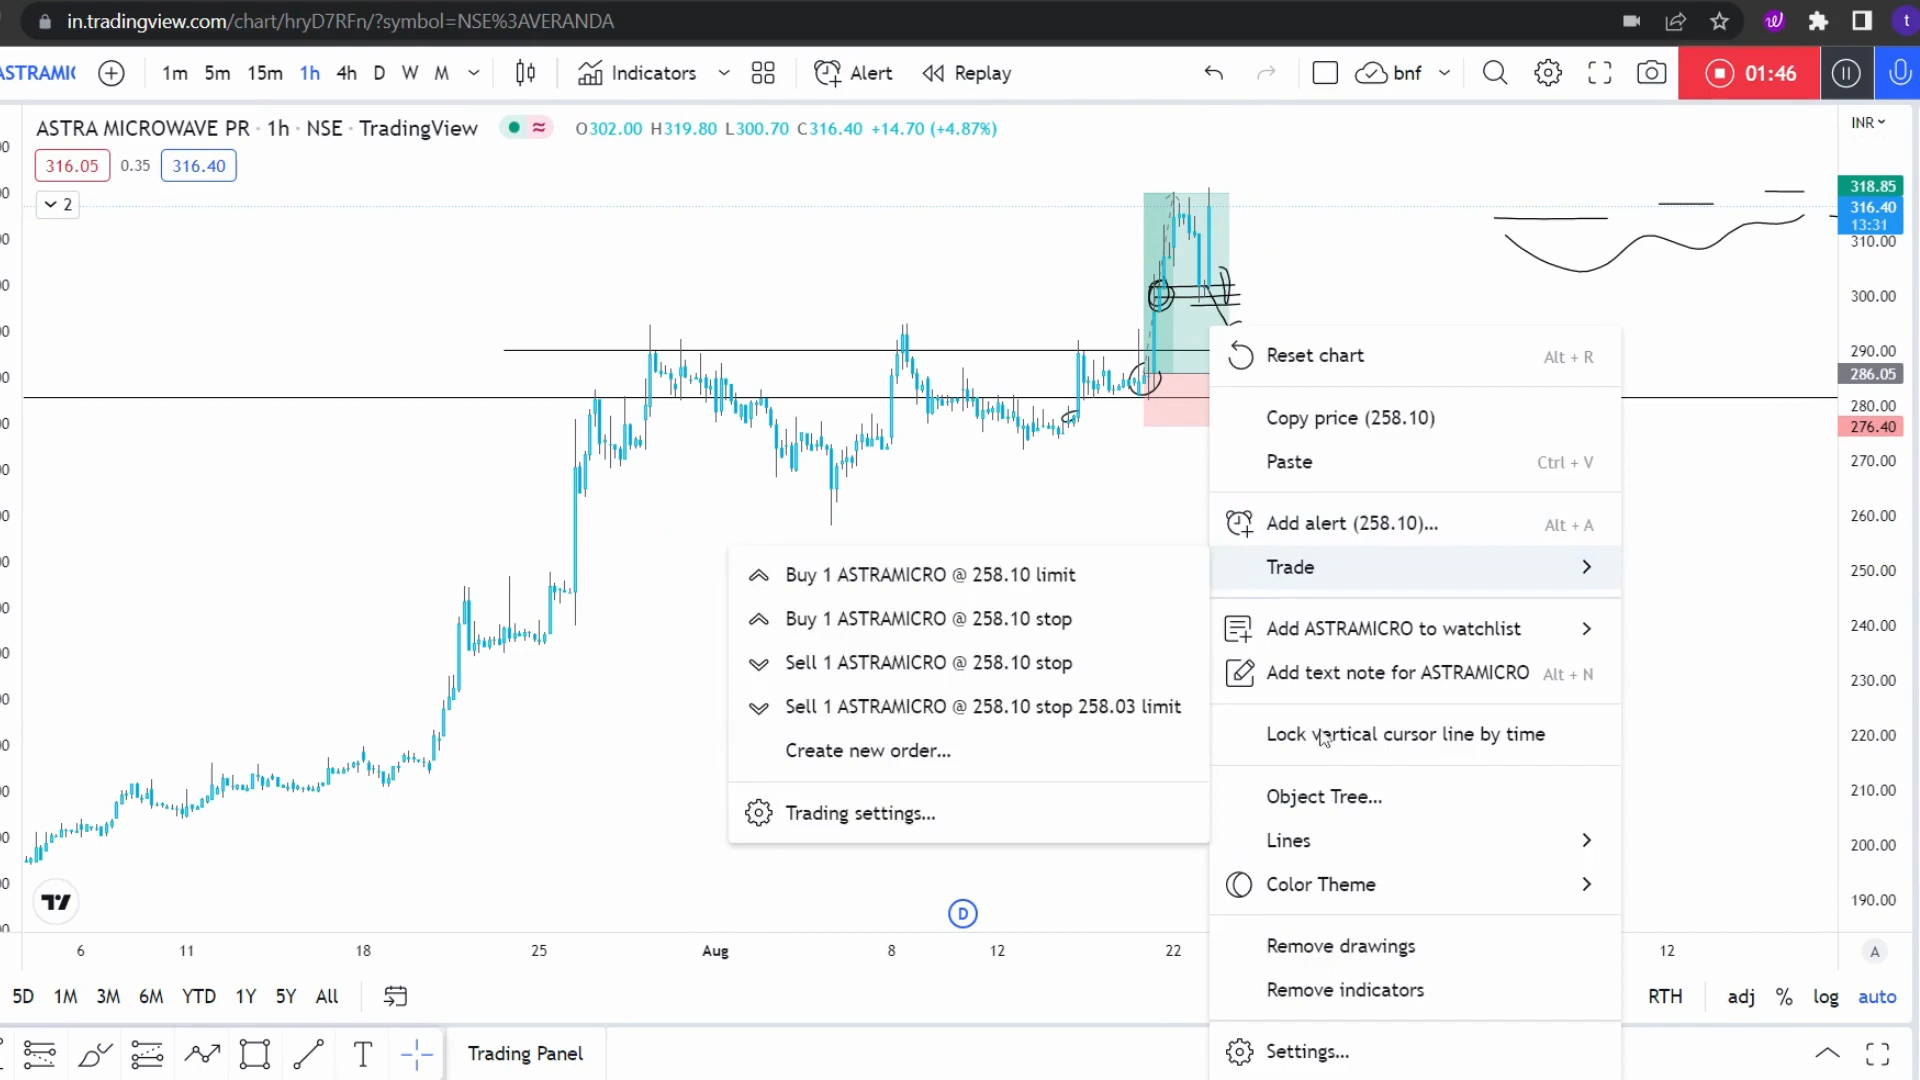 in.tradingview.com/chart/hryD7RFn/?symbol=NSE%3AVERANDA
t
ASTRAMIC 1m 5m 15m 1h 4h D W M Indicators Alert Replay bnf 01:46
ASTRA MICROWAVE PR · 1h · NSE · TradingView O302.00 H319.80 L300.70 C316.40 +14.70 (+4.87%)
INR
316.05 0.35 316.40
2
318.85
316.40
13:31
310.00
300.00
290.00
286.05
280.00
276.40
270.00
260.00
250.00
240.00
230.00
220.00
210.00
200.00
190.00
Reset chart Alt + R
Copy price (258.10)
Paste Ctrl + V
Add alert (258.10)... Alt + A
Trade
Add ASTRAMICRO to watchlist
Add text note for ASTRAMICRO Alt + N
Lock vertical cursor line by time
Object Tree...
Lines
Color Theme
Remove drawings
Remove indicators
Settings...
Buy 1 ASTRAMICRO @ 258.10 limit
Buy 1 ASTRAMICRO @ 258.10 stop
Sell 1 ASTRAMICRO @ 258.10 stop
Sell 1 ASTRAMICRO @ 258.10 stop 258.03 limit
Create new order...
Trading settings...
D
6 11 18 25 Aug 8 12 22 12 A
5D 1M 3M 6M YTD 1Y 5Y All RTH adj % log auto
Trading Panel